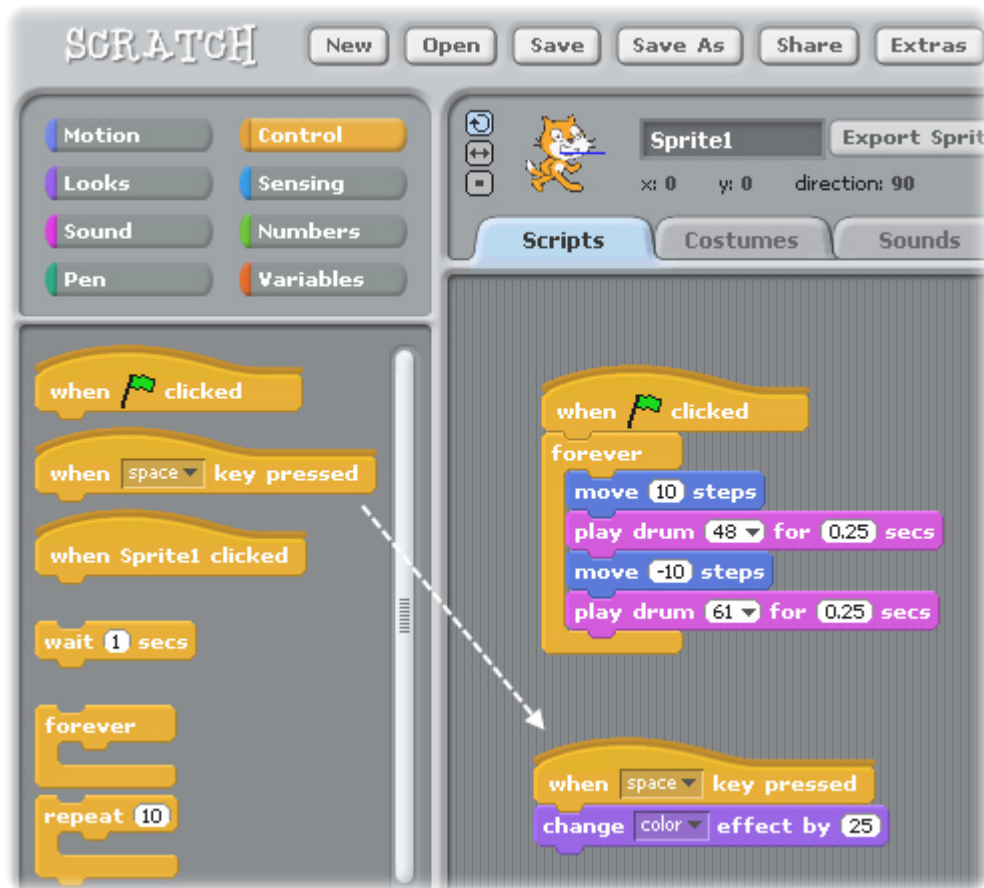 SCRATCH New Open Save Save As Share Extras
Motion Control
Looks Sensing
Sound Numbers
Pen Variables
Sprite1 Export Sprit
x: 0 y: 0 direction: 90
Scripts Costumes Sounds
when clicked
when space key pressed
when Sprite1 clicked
wait 1 secs
forever
repeat 10
when clicked
forever
move 10 steps
play drum 48 for 0.25 secs
move -10 steps
play drum 61 for 0.25 secs
when space key pressed
change color effect by 25